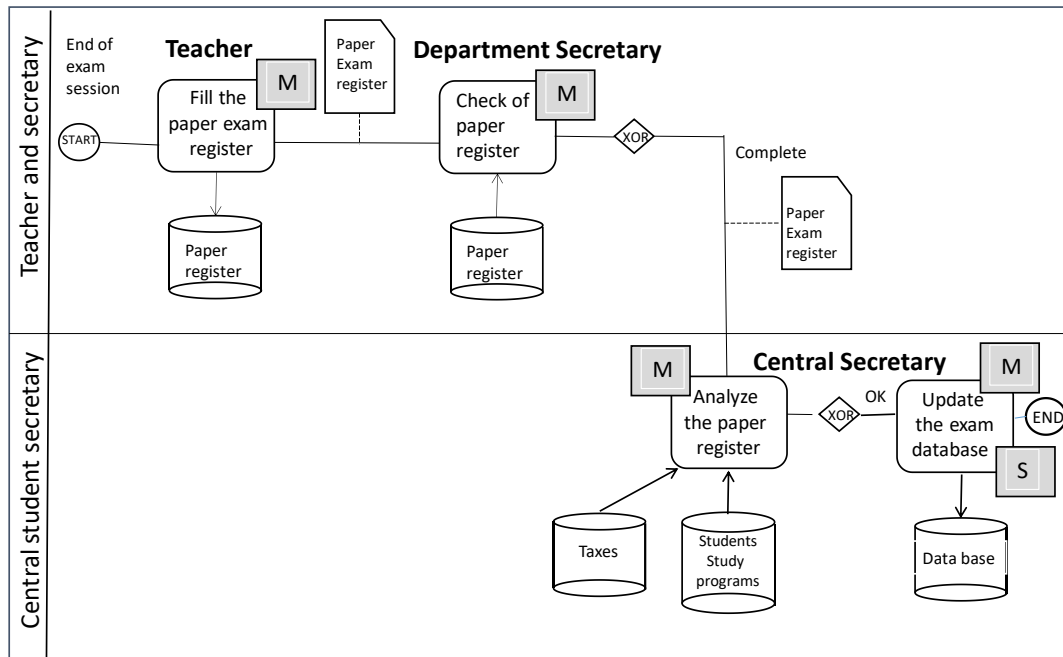 Teacher and secretary
End of
exam
session
START
Teacher
M
Fill the
paper exam
register
Paper
register
Paper
Exam
register
Department Secretary
M
Check of
paper
register
Paper
register
XOR
Complete
Paper
Exam
register
Central student secretary
M
Central Secretary
Analyze
the paper
register
Taxes
Students
Study
programs
XOR
OK
M
Update
the exam
database
S
END
Data base